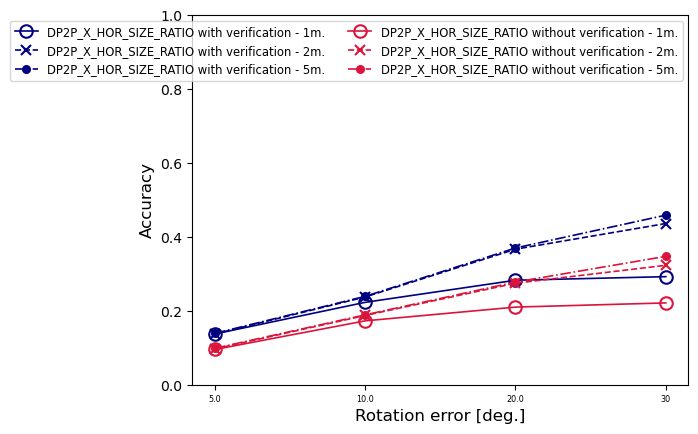 1.0
DP2P_X_HOR_SIZE_RATIO with verification - 1m.
DP2P_X_HOR_SIZE_RATIO with verification - 2m.
DP2P_X_HOR_SIZE_RATIO with verification - 5m.
DP2P_X_HOR_SIZE_RATIO without verification - 1m.
DP2P_X_HOR_SIZE_RATIO without verification - 2m.
DP2P_X_HOR_SIZE_RATIO without verification - 5m.
0.8
0.6
0.4
0.2
0.0
Accuracy
5.0 10.0 20.0 30
Rotation error [deg.]